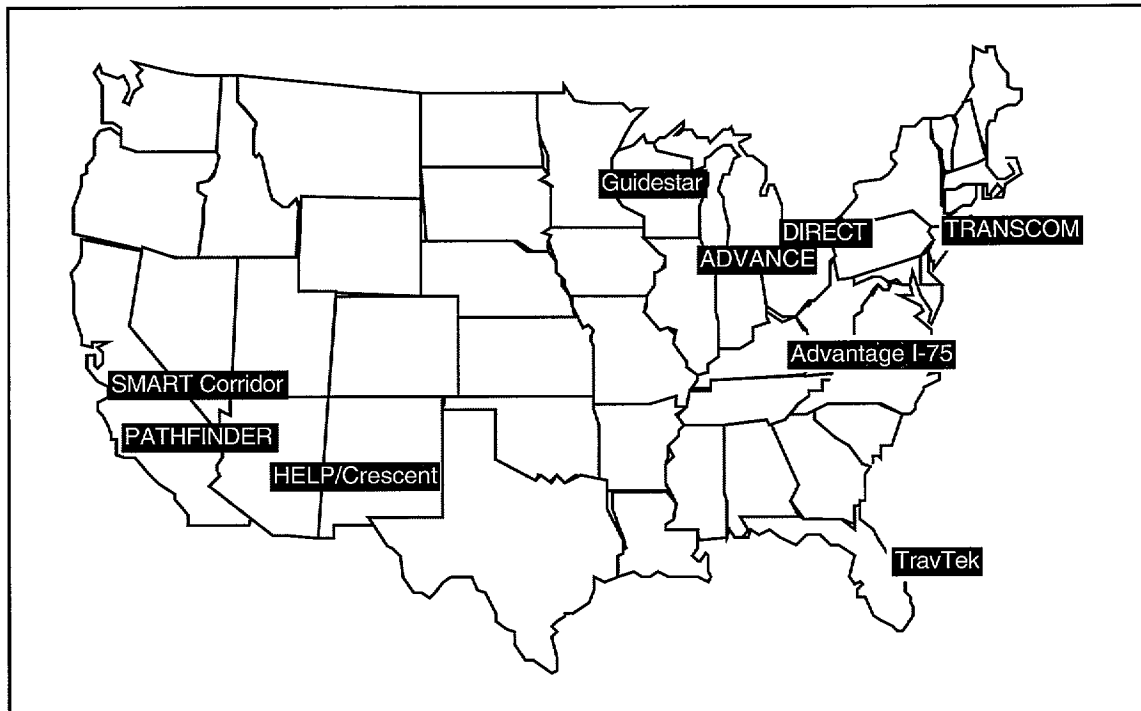 Guidestar
DIRECT
TRANSCOM
ADVANCE
Advantage I-75
SMART Corridor
PATHFINDER
HELP/Crescent
TravTek